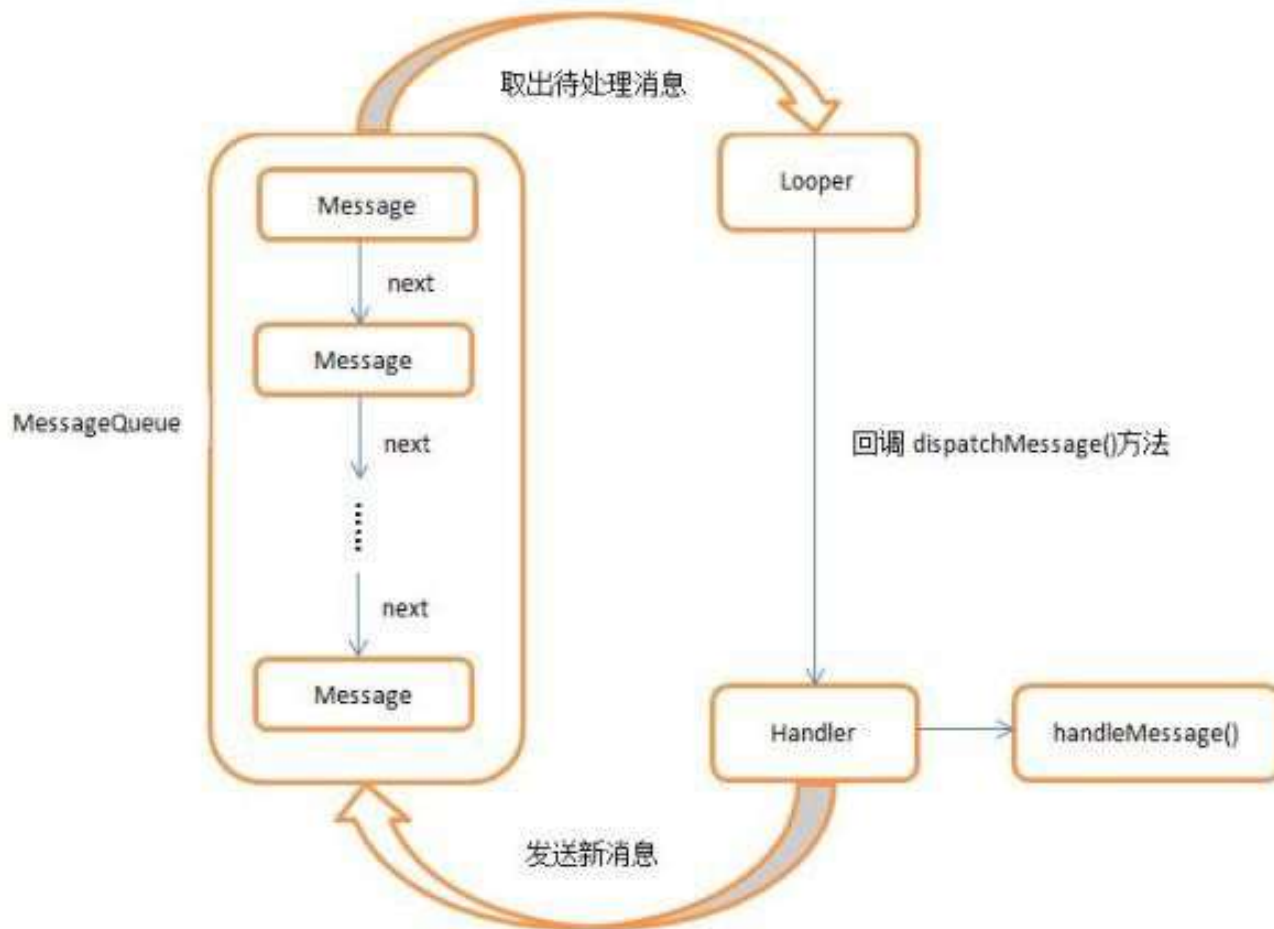 取出待处理消息
Looper
Message
next
Message
MessageQueue
next
回调 dispatchMessage()方法
next
Message
Handler
handleMessage()
发送新消息